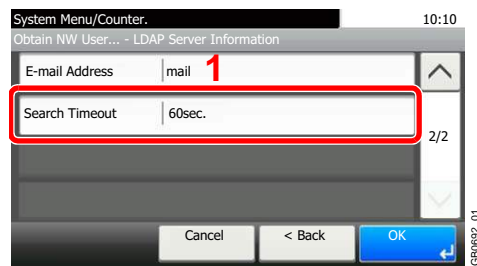 System Menu/Counter. 10:10
Obtain NW User... - LDAP Server Information
E-mail Address mail 1
Search Timeout 60sec.
2/2
Cancel < Back OK
GB0692_01